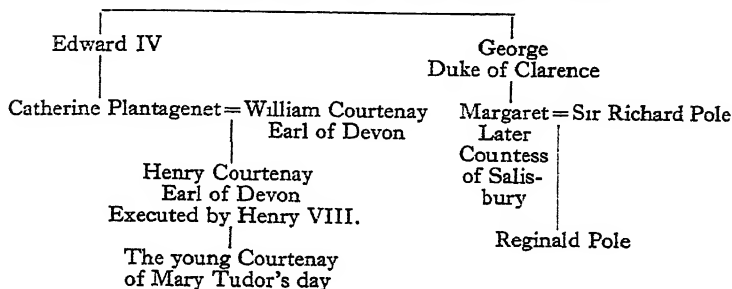 Edward IV
George
Duke of Clarence
Catherine Plantagenet=William Courtenay
Earl of Devon
Margaret=Sir Richard Pole
Later
Countess
of Salis-
bury
Henry Courtenay
Earl of Devon
Executed by Henry VIII.
Reginald Pole
The young Courtenay
of Mary Tudor's day